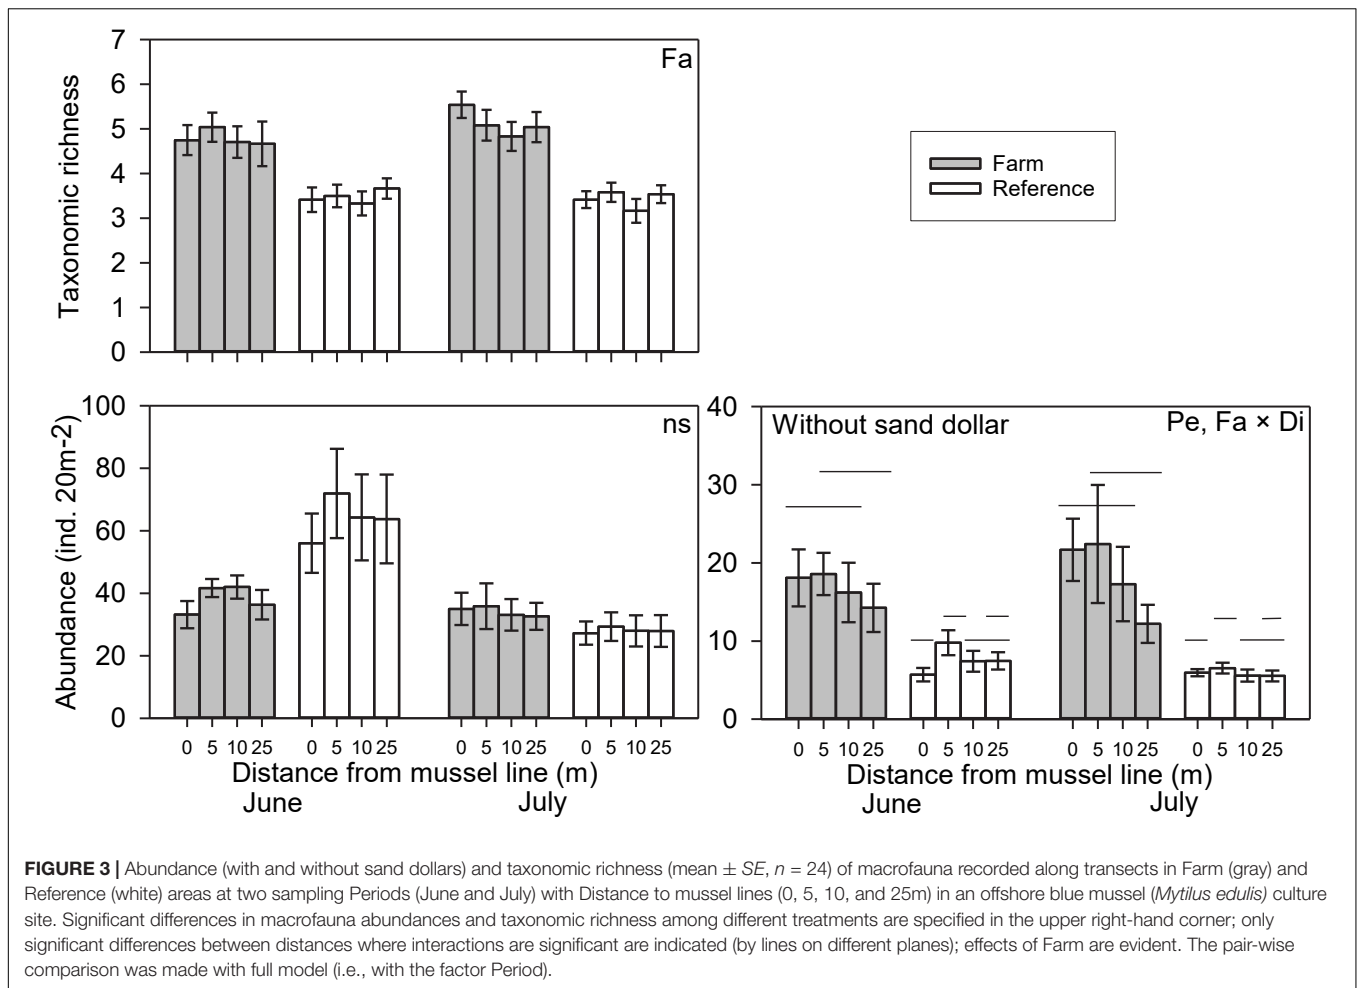 7
6
5
4
3
2
1
0
Taxonomic richness
Fa
Farm
Reference
100
80
60
40
20
0
Abundance (ind. 20m-2)
ns
0 5 10 25 0 5 10 25 0 5 10 25 0 5 10 25
Distance from mussel line (m)
June July
40
30
20
10
0
Without sand dollar Pe, Fa × Di
0 5 10 25 0 5 10 25 0 5 10 25 0 5 10 25
Distance from mussel line (m)
June July
FIGURE 3 | Abundance (with and without sand dollars) and taxonomic richness (mean ± SE, n = 24) of macrofauna recorded along transects in Farm (gray) and
Reference (white) areas at two sampling Periods (June and July) with Distance to mussel lines (0, 5, 10, and 25m) in an offshore blue mussel (Mytilus edulis) culture
site. Significant differences in macrofauna abundances and taxonomic richness among different treatments are specified in the upper right-hand corner; only
significant differences between distances where interactions are significant are indicated (by lines on different planes); effects of Farm are evident. The pair-wise
comparison was made with full model (i.e., with the factor Period).